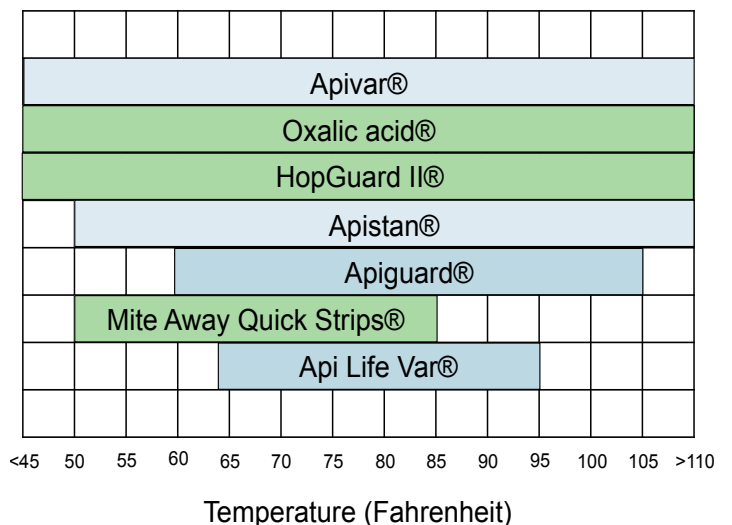 Apivar®
Oxalic acid®
HopGuard II®
Apistan®
Apiguard®
Mite Away Quick Strips®
Api Life Var®
<45 50 55 60 65 70 75 80 85 90 95 100 105 >110
Temperature (Fahrenheit)